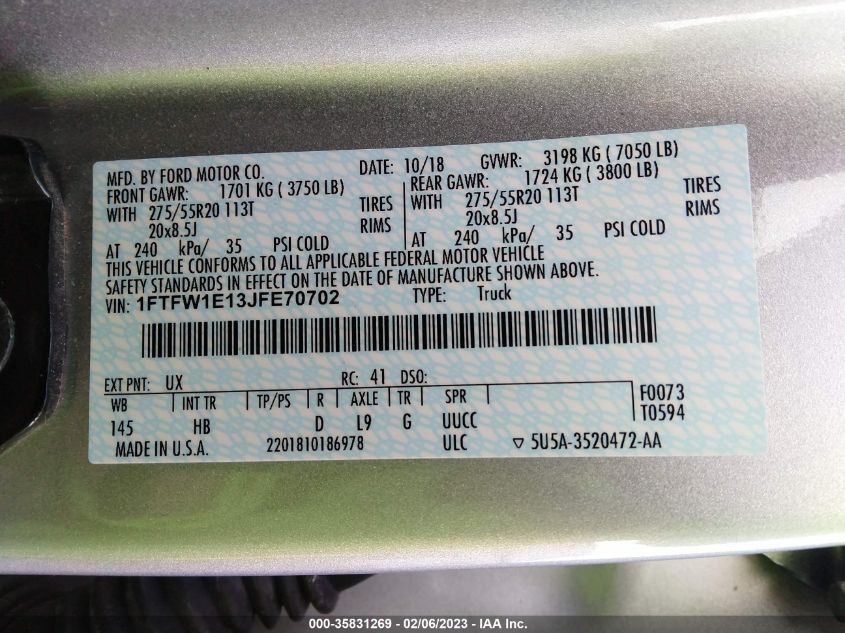 MFD. BY FORD MOTOR CO. DATE: 10/18 GVWR: 3198 KG ( 7050 LB)
FRONT GAWR: 1701 KG ( 3750 LB) REAR GAWR: 1724 KG ( 3800 LB)
WITH 275/55R20 113T TIRES WITH 275/55R20 113T TIRES
20x8.5J RIMS 20x8.5J RIMS
AT 240 kPa/ 35 PSI COLD AT 240 kPa/ 35 PSI COLD
THIS VEHICLE CONFORMS TO ALL APPLICABLE FEDERAL MOTOR VEHICLE
SAFETY STANDARDS IN EFFECT ON THE DATE OF MANUFACTURE SHOWN ABOVE.
VIN: 1FTFW1E13JFE70702 TYPE: Truck
EXT PNT: UX RC: 41 DSO:
WB INT TR TP/PS R AXLE TR SPR F0073
145 HB D L9 G UUCC T0594
MADE IN U.S.A. 2201810186978 ULC ▽ 5U5A-3520472-AA
000-35831269 - 02/06/2023 - IAA Inc.